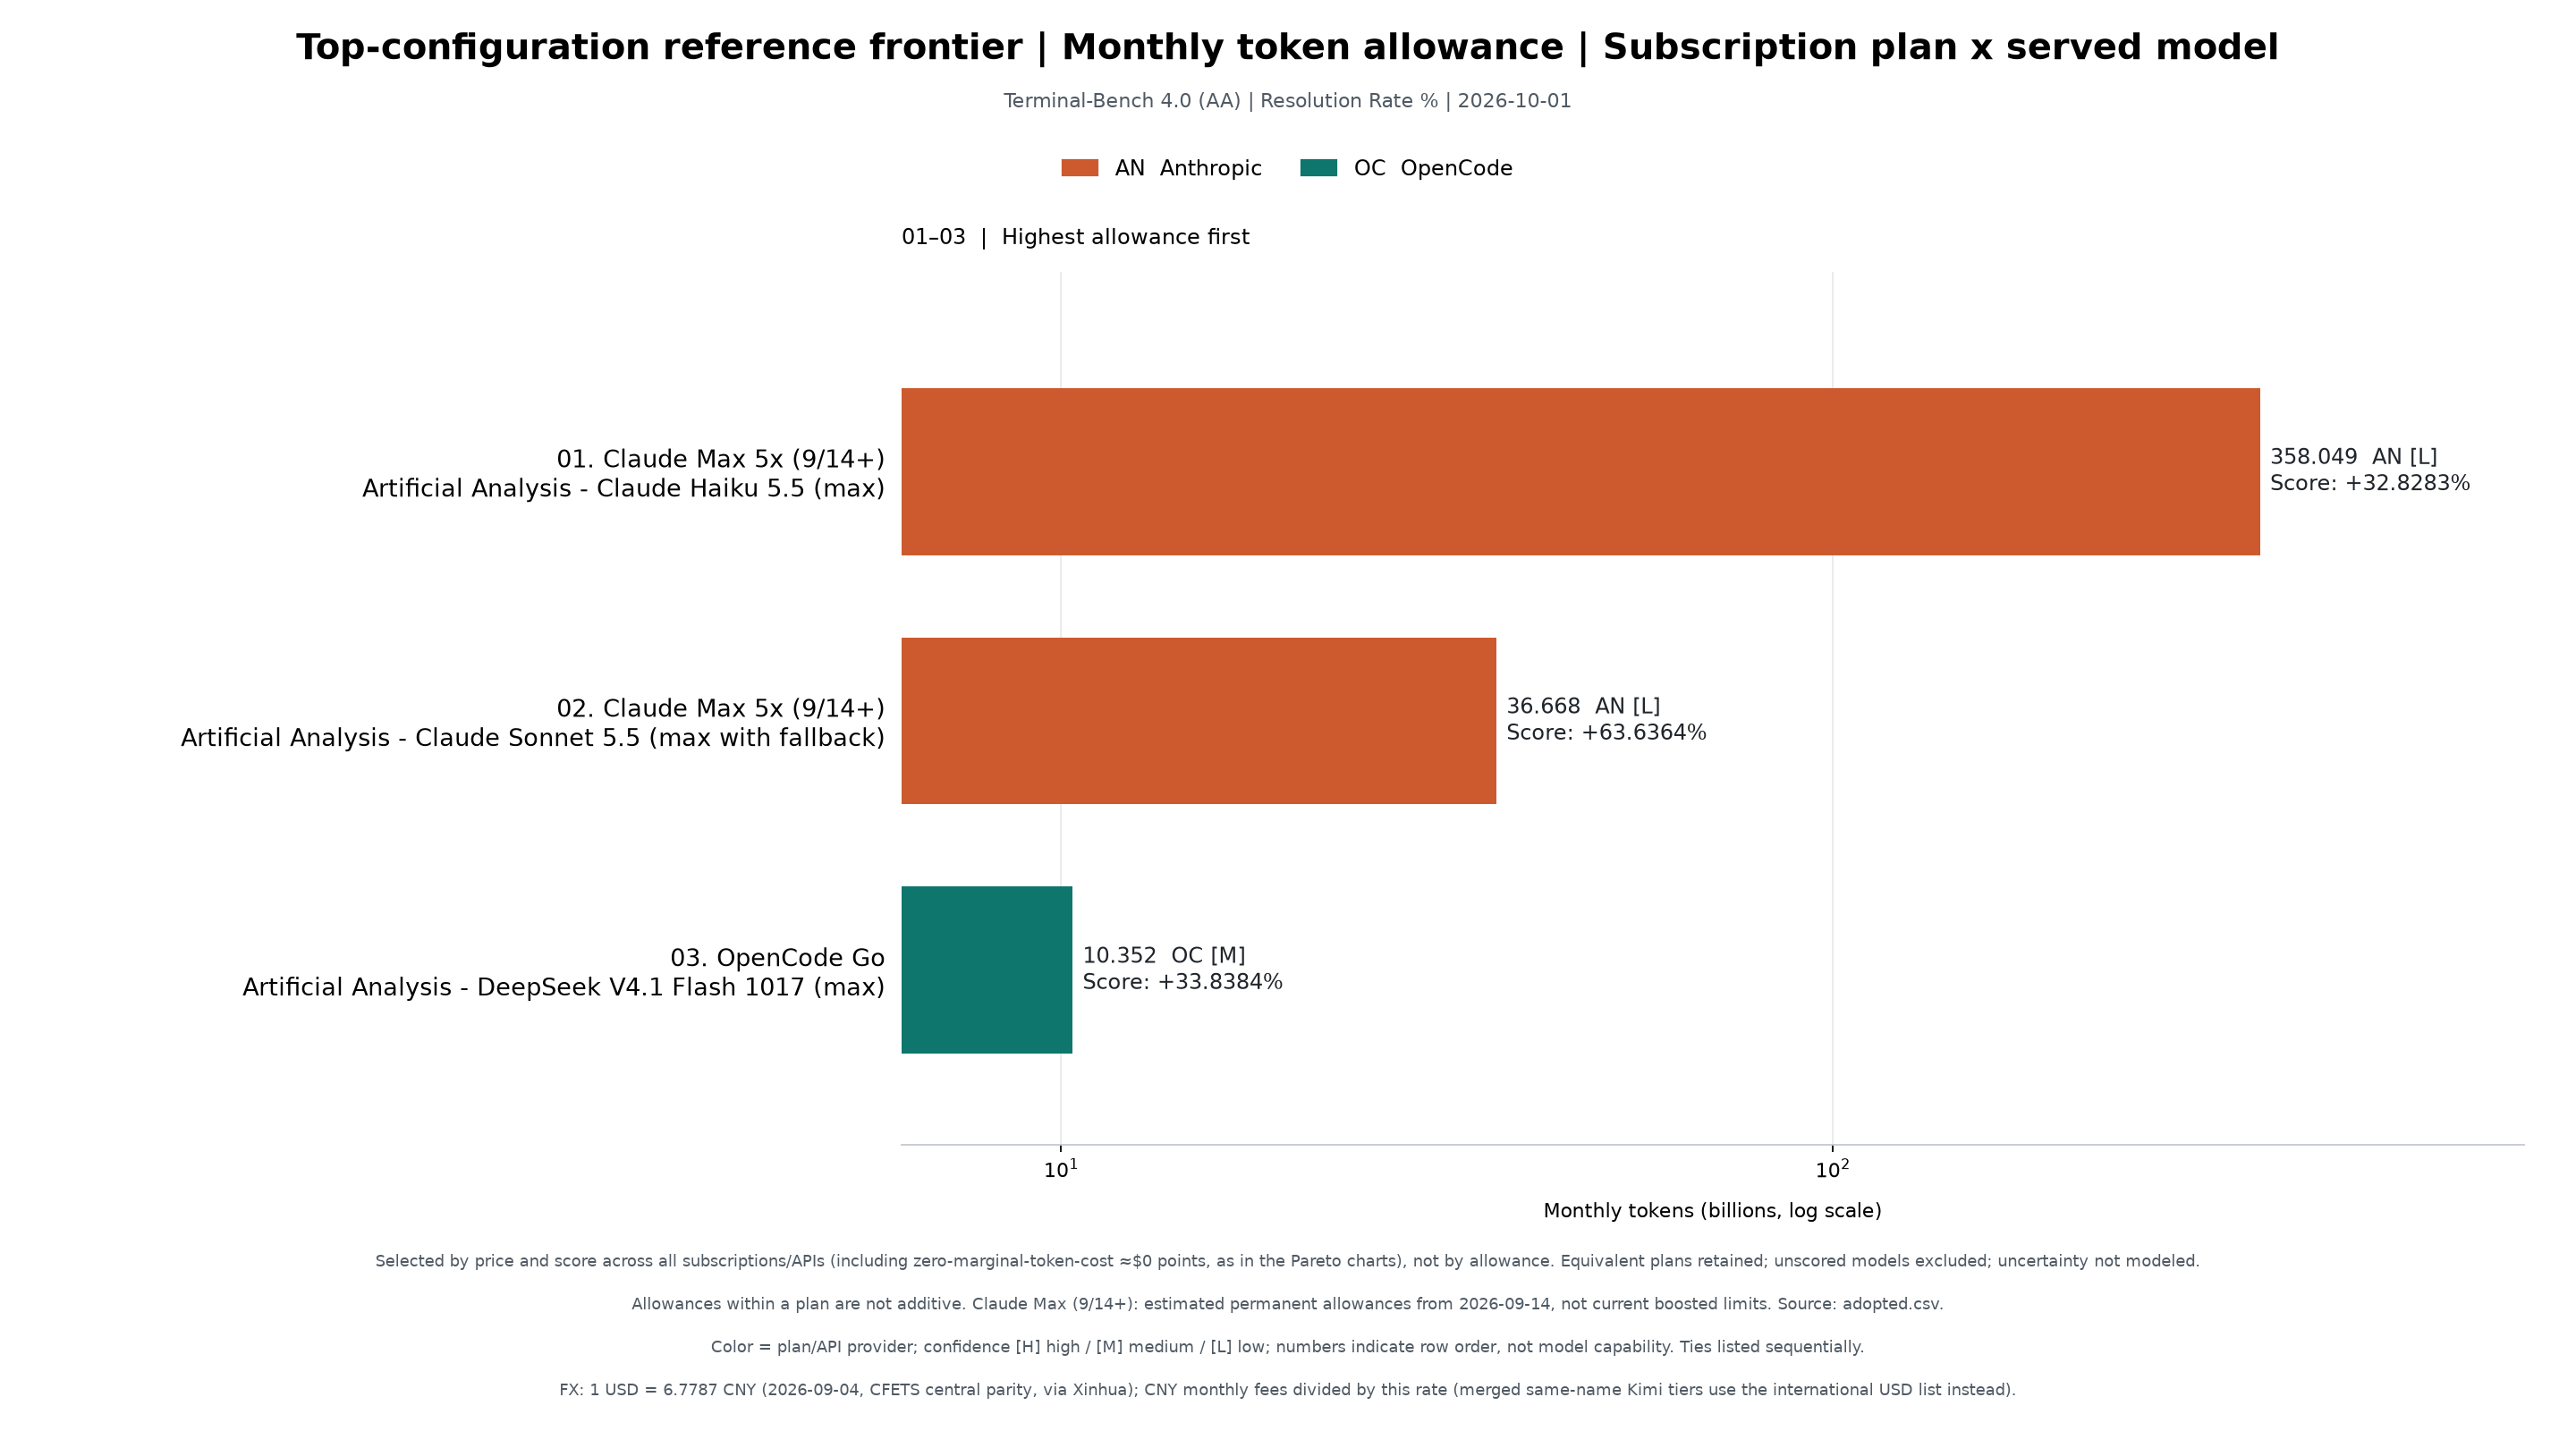 Top-configuration reference frontier | Monthly token allowance | Subscription plan x served model
Terminal-Bench 4.0 (AA) | Resolution Rate % | 2026-10-01
AN Anthropic
OC OpenCode
01–03 | Highest allowance first
01. Claude Max 5x (9/14+)
Artificial Analysis - Claude Haiku 5.5 (max)
358.049 AN [L]
Score: +32.8283%
02. Claude Max 5x (9/14+)
Artificial Analysis - Claude Sonnet 5.5 (max with fallback)
36.668 AN [L]
Score: +63.6364%
03. OpenCode Go
Artificial Analysis - DeepSeek V4.1 Flash 1017 (max)
10.352 OC [M]
Score: +33.8384%
10¹
10²
Monthly tokens (billions, log scale)
Selected by price and score across all subscriptions/APIs (including zero-marginal-token-cost ≈$0 points, as in the Pareto charts), not by allowance. Equivalent plans retained; unscored models excluded; uncertainty not modeled.
Allowances within a plan are not additive. Claude Max (9/14+): estimated permanent allowances from 2026-09-14, not current boosted limits. Source: adopted.csv.
Color = plan/API provider; confidence [H] high / [M] medium / [L] low; numbers indicate row order, not model capability. Ties listed sequentially.
FX: 1 USD = 6.7787 CNY (2026-09-04, CFETS central parity, via Xinhua); CNY monthly fees divided by this rate (merged same-name Kimi tiers use the international USD list instead).